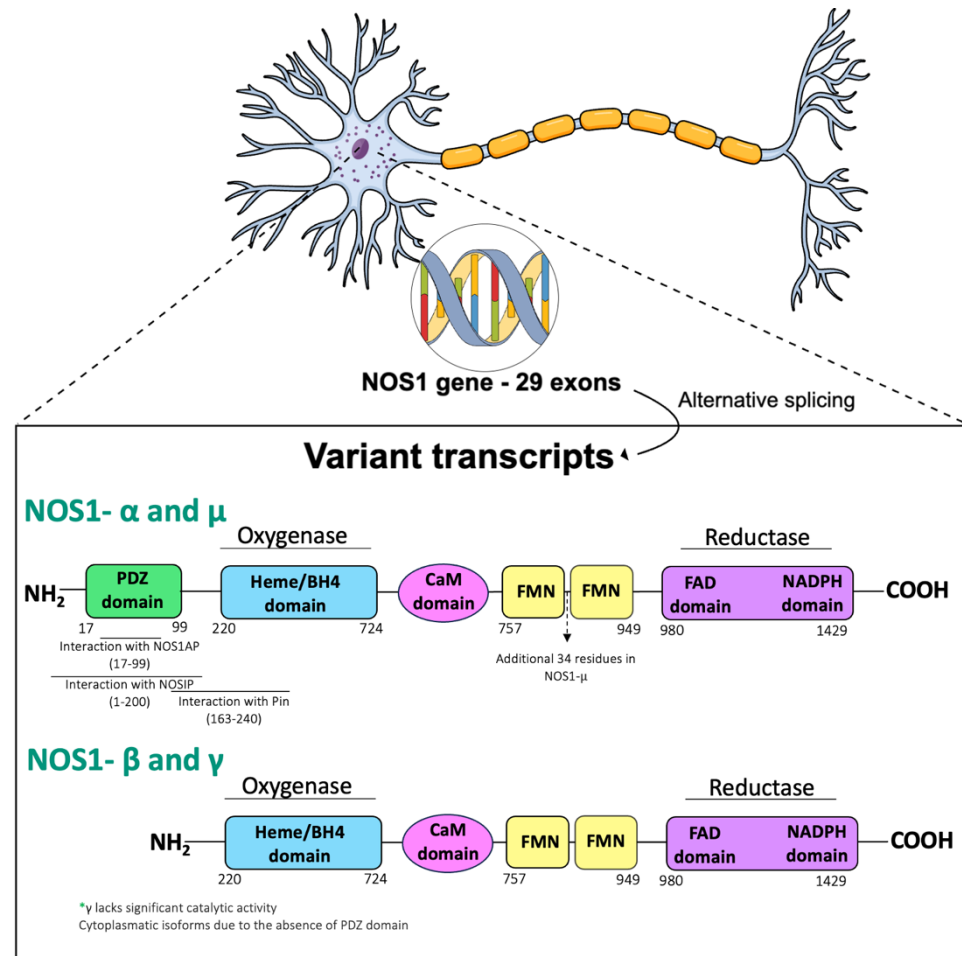 NOS1 gene - 29 exons
Alternative splicing
Variant transcripts
NOS1- α and μ
Oxygenase
Reductase
NH₂
PDZ
domain
Heme/BH4
domain
CaM
domain
FMN
FMN
FAD
domain
NADPH
domain
COOH
17
99
220
724
757
949
980
1429
Interaction with NOS1AP
(17-99)
Interaction with NOSIP
(1-200)
Interaction with Pin
(163-240)
Additional 34 residues in
NOS1-μ
NOS1- β and γ
Oxygenase
Reductase
NH₂
Heme/BH4
domain
CaM
domain
FMN
FMN
FAD
domain
NADPH
domain
COOH
220
724
757
949
980
1429
*γ lacks significant catalytic activity
Cytoplasmatic isoforms due to the absence of PDZ domain